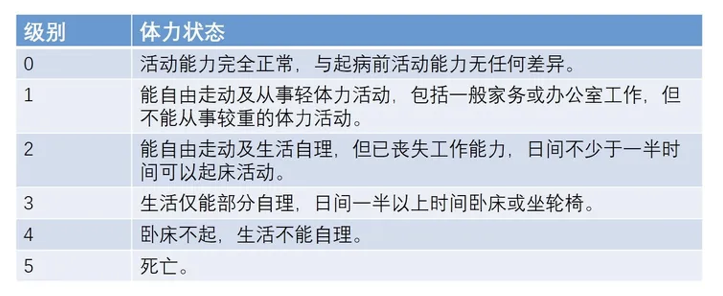 级别 体力状态
0 活动能力完全正常，与起病前活动能力无任何差异。
1 能自由走动及从事轻体力活动，包括一般家务或办公室工作，但
不能从事较重的体力活动。
2 能自由走动及生活自理，但已丧失工作能力，日间不少于一半时
间可以起床活动。
3 生活仅能部分自理，日间一半以上时间卧床或坐轮椅。
4 卧床不起，生活不能自理。
5 死亡。